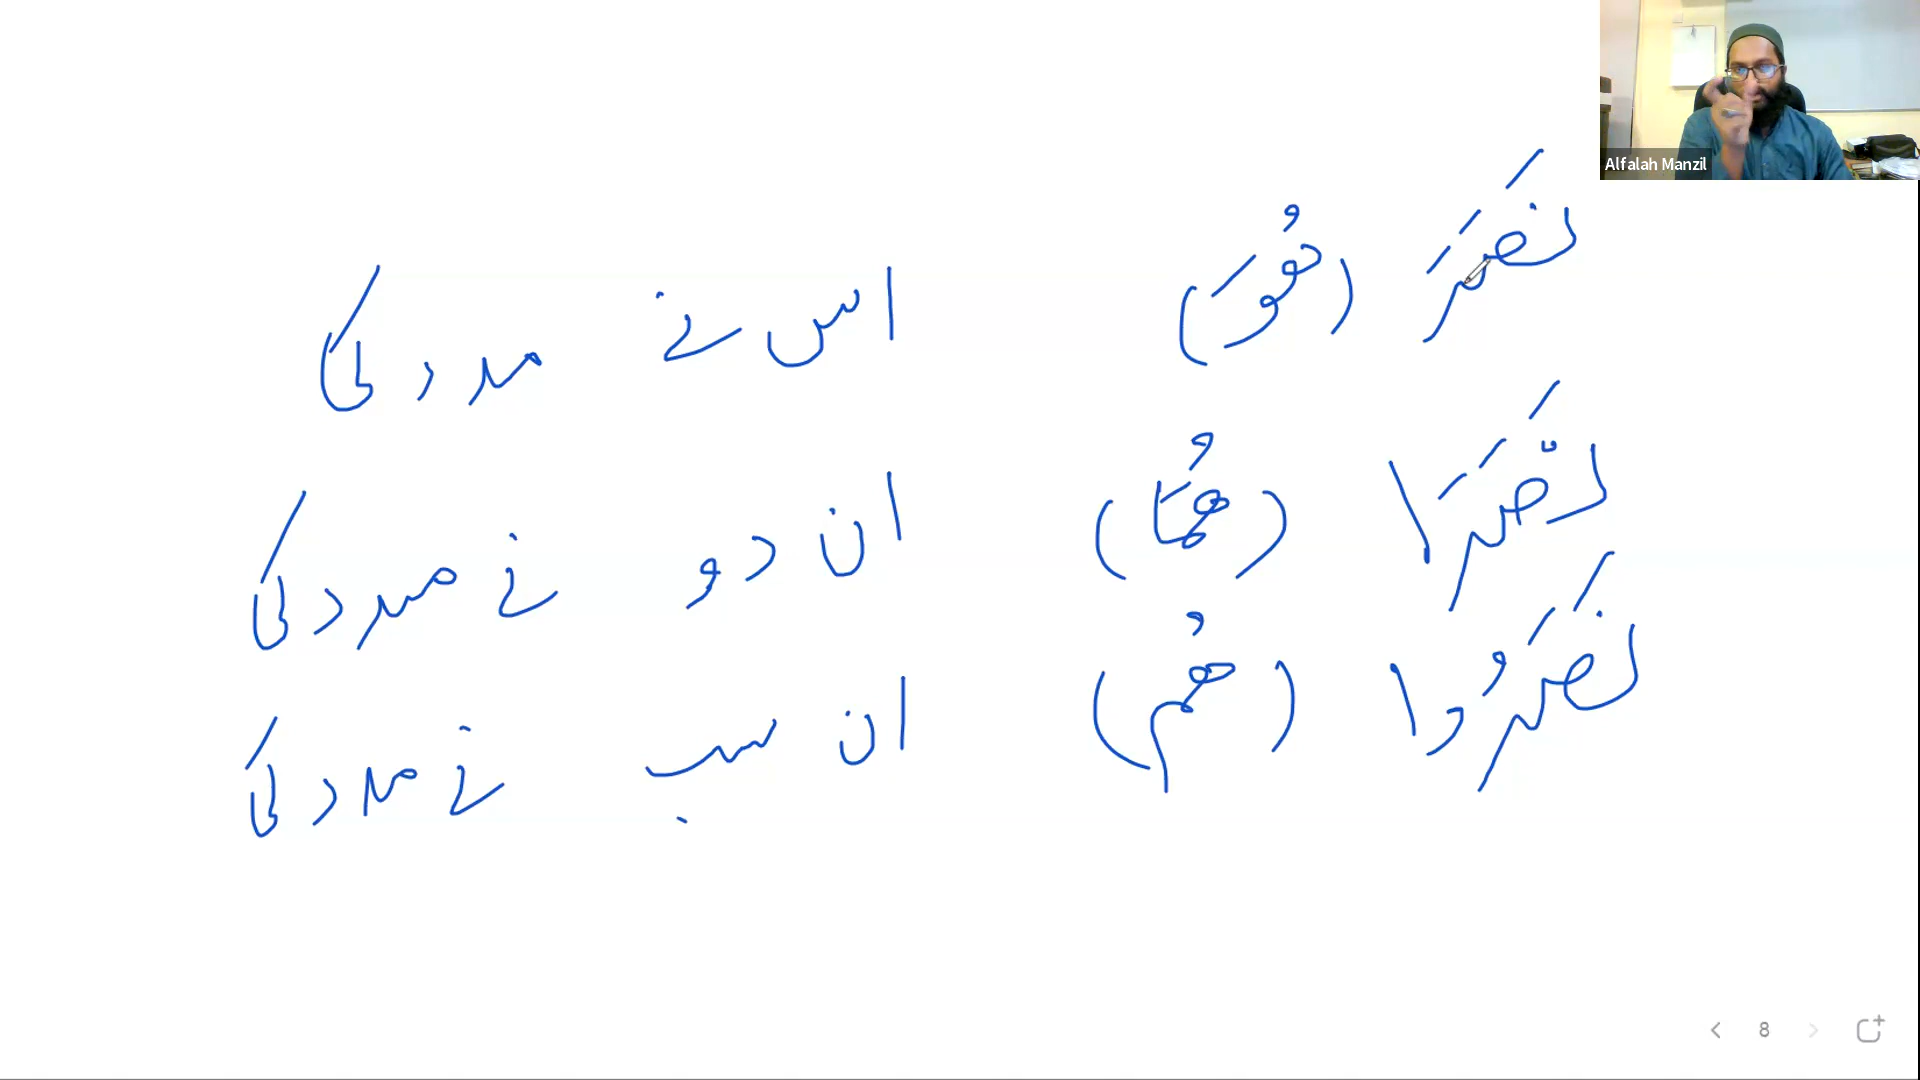 Alfalah Manzil
نَصَرَ (هُوَ) اس نے مدد کی
نَصَرَا (هُمَا) ان دو نے مدد کی
نَصَرُوا (هُم) ان سب نے مدد کی
8